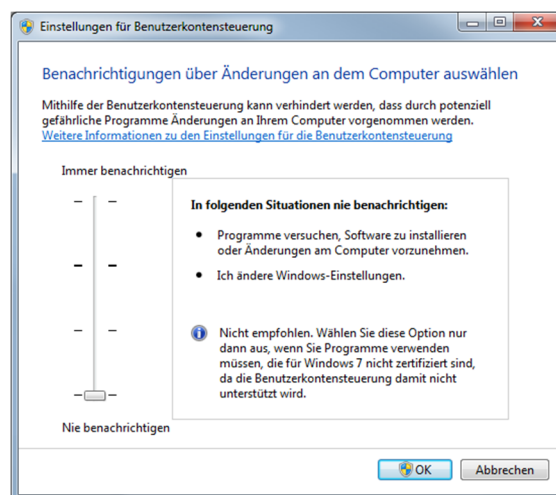 Einstellungen für Benutzerkontensteuerung
Benachrichtigungen über Änderungen an dem Computer auswählen
Mithilfe der Benutzerkontensteuerung kann verhindert werden, dass durch potenziell
gefährliche Programme Änderungen an Ihrem Computer vorgenommen werden.
Weitere Informationen zu den Einstellungen für die Benutzerkontensteuerung
Immer benachrichtigen
In folgenden Situationen nie benachrichtigen:
• Programme versuchen, Software zu installieren
oder Änderungen am Computer vorzunehmen.
• Ich ändere Windows-Einstellungen.
Nicht empfohlen. Wählen Sie diese Option nur
dann aus, wenn Sie Programme verwenden
müssen, die für Windows 7 nicht zertifiziert sind,
da die Benutzerkontensteuerung damit nicht
unterstützt wird.
Nie benachrichtigen
OK Abbrechen